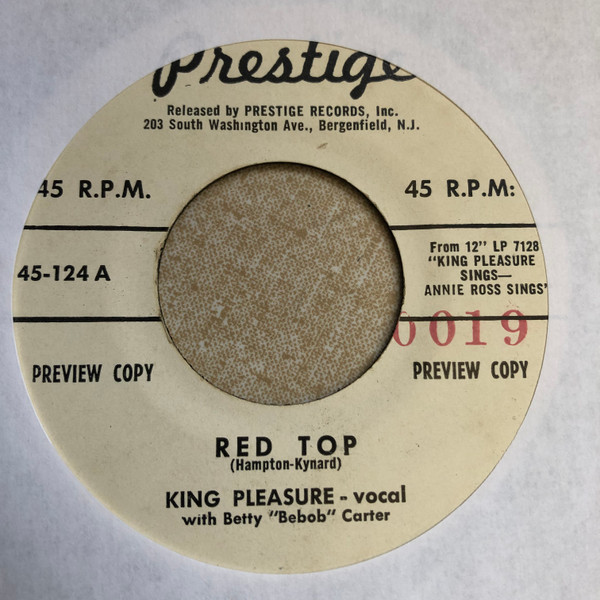 Prestige
Released by PRESTIGE RECORDS, Inc.
203 South Washington Ave., Bergenfield, N.J.
45 R.P.M.
45 R.P.M:
45-124 A
From 12" LP 7128
"KING PLEASURE
SINGS—
ANNIE ROSS SINGS'
0019
PREVIEW COPY
PREVIEW COPY
RED TOP
(Hampton-Kynard)
KING PLEASURE - vocal
with Betty "Bebob" Carter